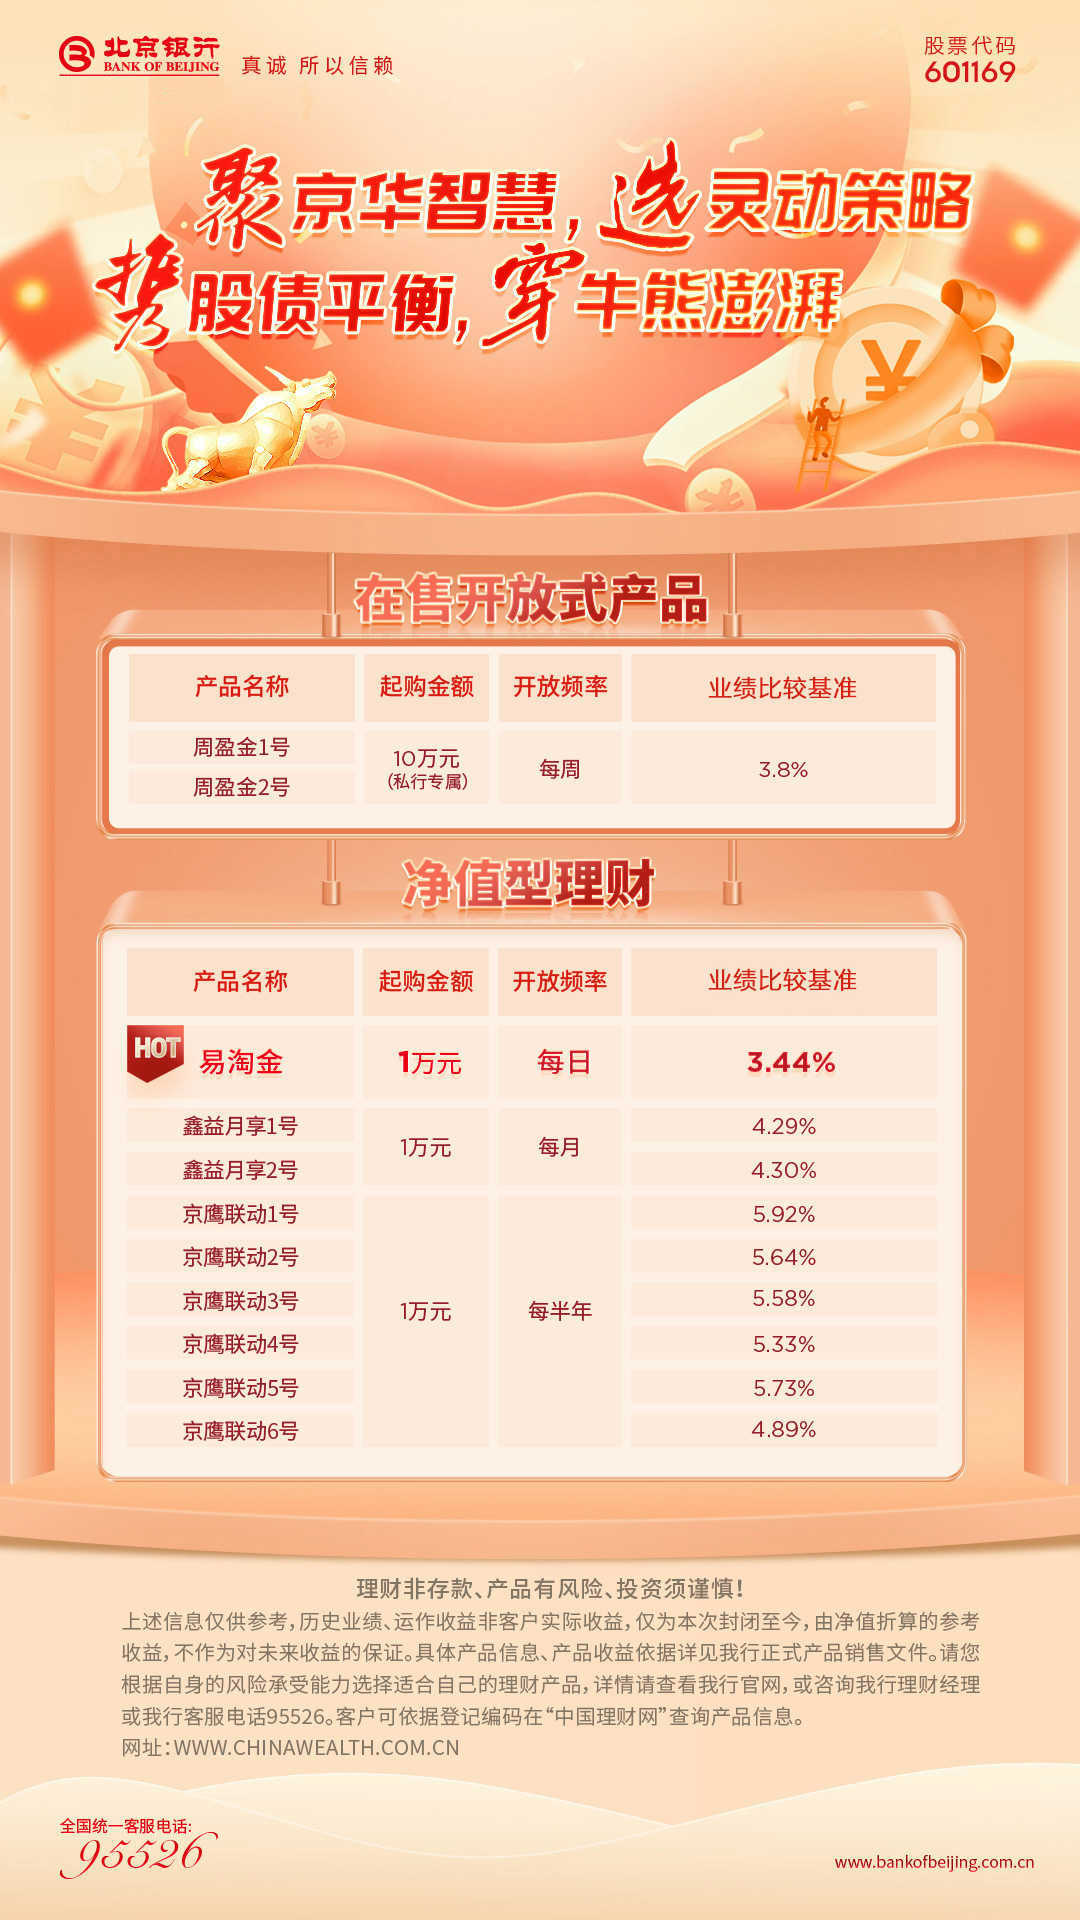 北京银行
BANK OF BEIJING
真诚 所以信赖
股票代码
601169
聚京华智慧,选灵动策略
携股债平衡,穿牛熊澎湃
在售开放式产品
产品名称 起购金额 开放频率 业绩比较基准
周盈金1号
周盈金2号
10万元
(私行专属)
每周
3.8%
净值型理财
产品名称 起购金额 开放频率 业绩比较基准
HOT 易淘金 1万元 每日 3.44%
鑫益月享1号 4.29%
1万元 每月
鑫益月享2号 4.30%
京鹰联动1号 5.92%
京鹰联动2号 5.64%
京鹰联动3号 5.58%
1万元 每半年
京鹰联动4号 5.33%
京鹰联动5号 5.73%
京鹰联动6号 4.89%
理财非存款、产品有风险、投资须谨慎!
上述信息仅供参考,历史业绩、运作收益非客户实际收益,仅为本次封闭至今,由净值折算的参考
收益,不作为对未来收益的保证。具体产品信息、产品收益依据详见我行正式产品销售文件。请您
根据自身的风险承受能力选择适合自己的理财产品,详情请查看我行官网,或咨询我行理财经理
或我行客服电话95526。客户可依据登记编码在“中国理财网”查询产品信息。
网址:WWW.CHINAWEALTH.COM.CN
全国统一客服电话:
95526
www.bankofbeijing.com.cn